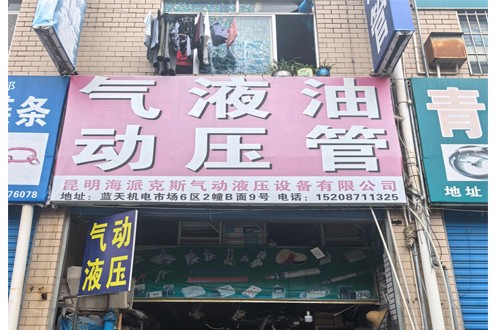 气 液 油
动 压 管
昆明海派克斯气动液压设备有限公司
地址：蓝天机电市场6区2幢B面9号 电话：15208711325
气动
液压
条
76078
管
青
地址